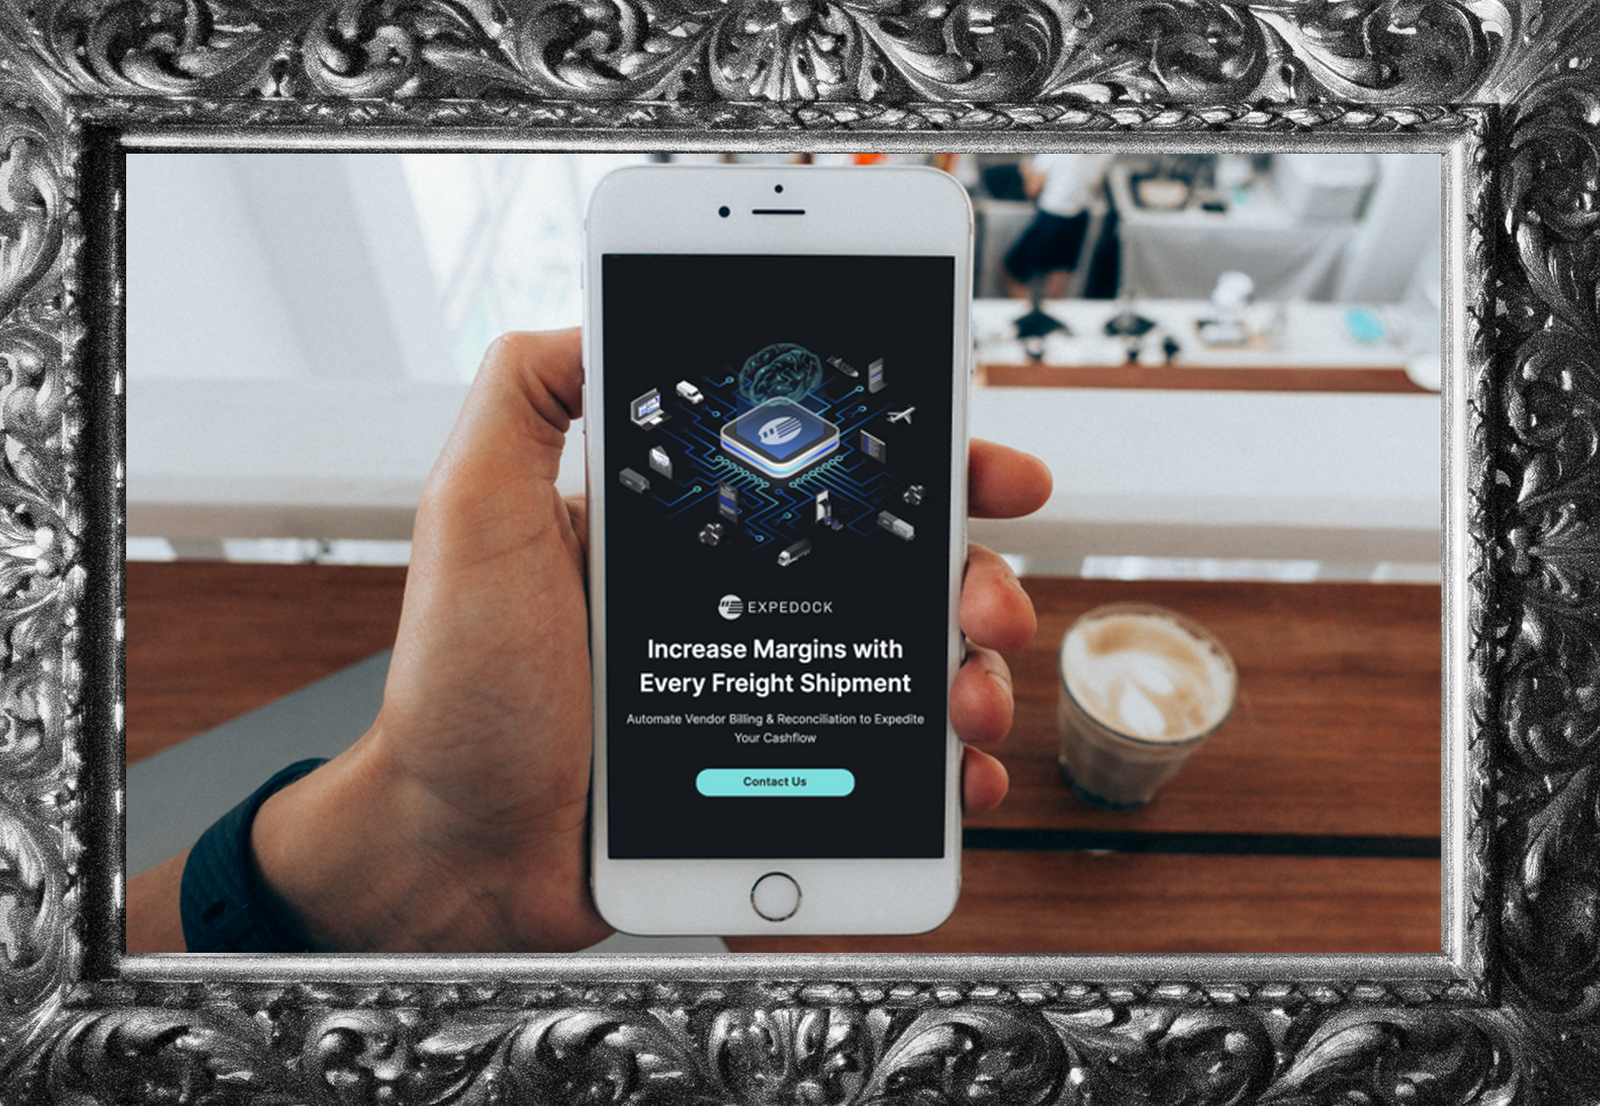 EXPEDOCK
Increase Margins with
Every Freight Shipment
Automate Vendor Billing & Reconciliation to Expedite
Your Cashflow
Contact Us